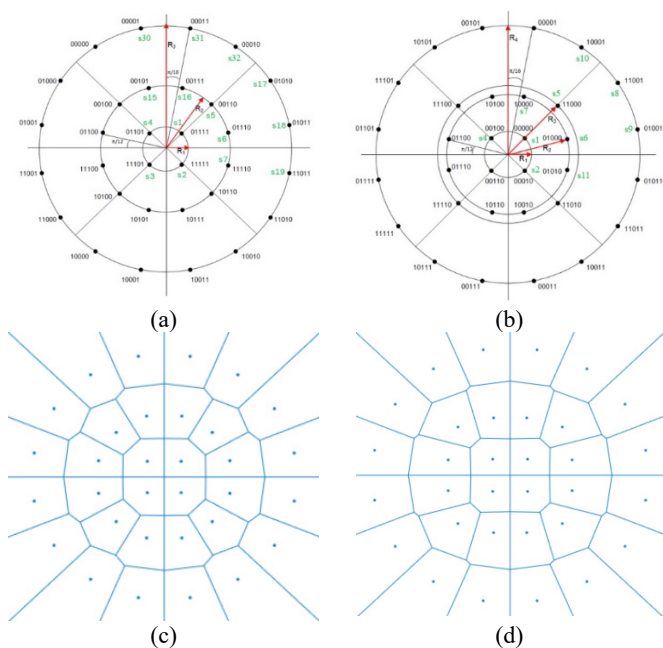 00001 00011
s30 s31
00000 R3 00010
s32
π/16
01000 00101 00111 s17 01010
s15 s16
00100 R2 00110
s5
s4 s1
01001 01100 01101 01111 01110 s6 s18 01011
π/12 R1
11001 11100 11101 11111 11110 s7 s19 11011
s3 s2
10100 10110
11000 10101 10111 11010
10000 10010
10001 10011
(a)
00101 00001
R4
10101 s10 10001
π/16
11101 10100 10000 s5 11000 11001
s7 s8
11100 R3
01101 01100 00100 00000 01000 s6 s9 01001
s4 s1
π/12 R1 R2
01110 00110 00010 s2 01010 s11
01111 01011
11110 10110 10010 11010
11111 11011
10111 10011
00111 00011
(b)
(c)
(d)